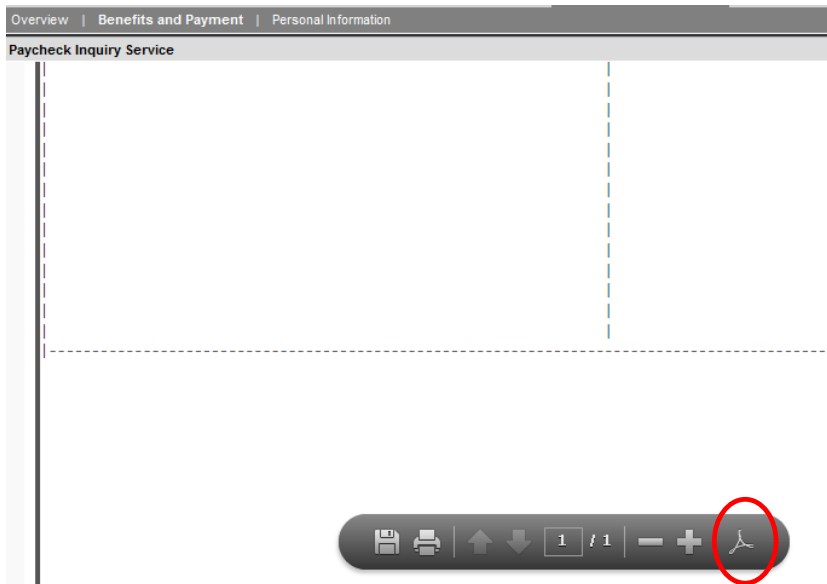 Overview | Benefits and Payment | Personal Information
Paycheck Inquiry Service
1 / 1